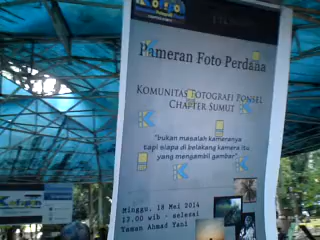 Pameran Foto Perdana
KOMUNITAS FOTOGRAFI PONSEL
CHAPTER SUMUT
"bukan masalah kameranya
tapi siapa di belakang kamera itu
yang mengambil gambar"
Minggu, 18 Mei 2014
13.00 wib - selesai
Taman Ahmad Yani